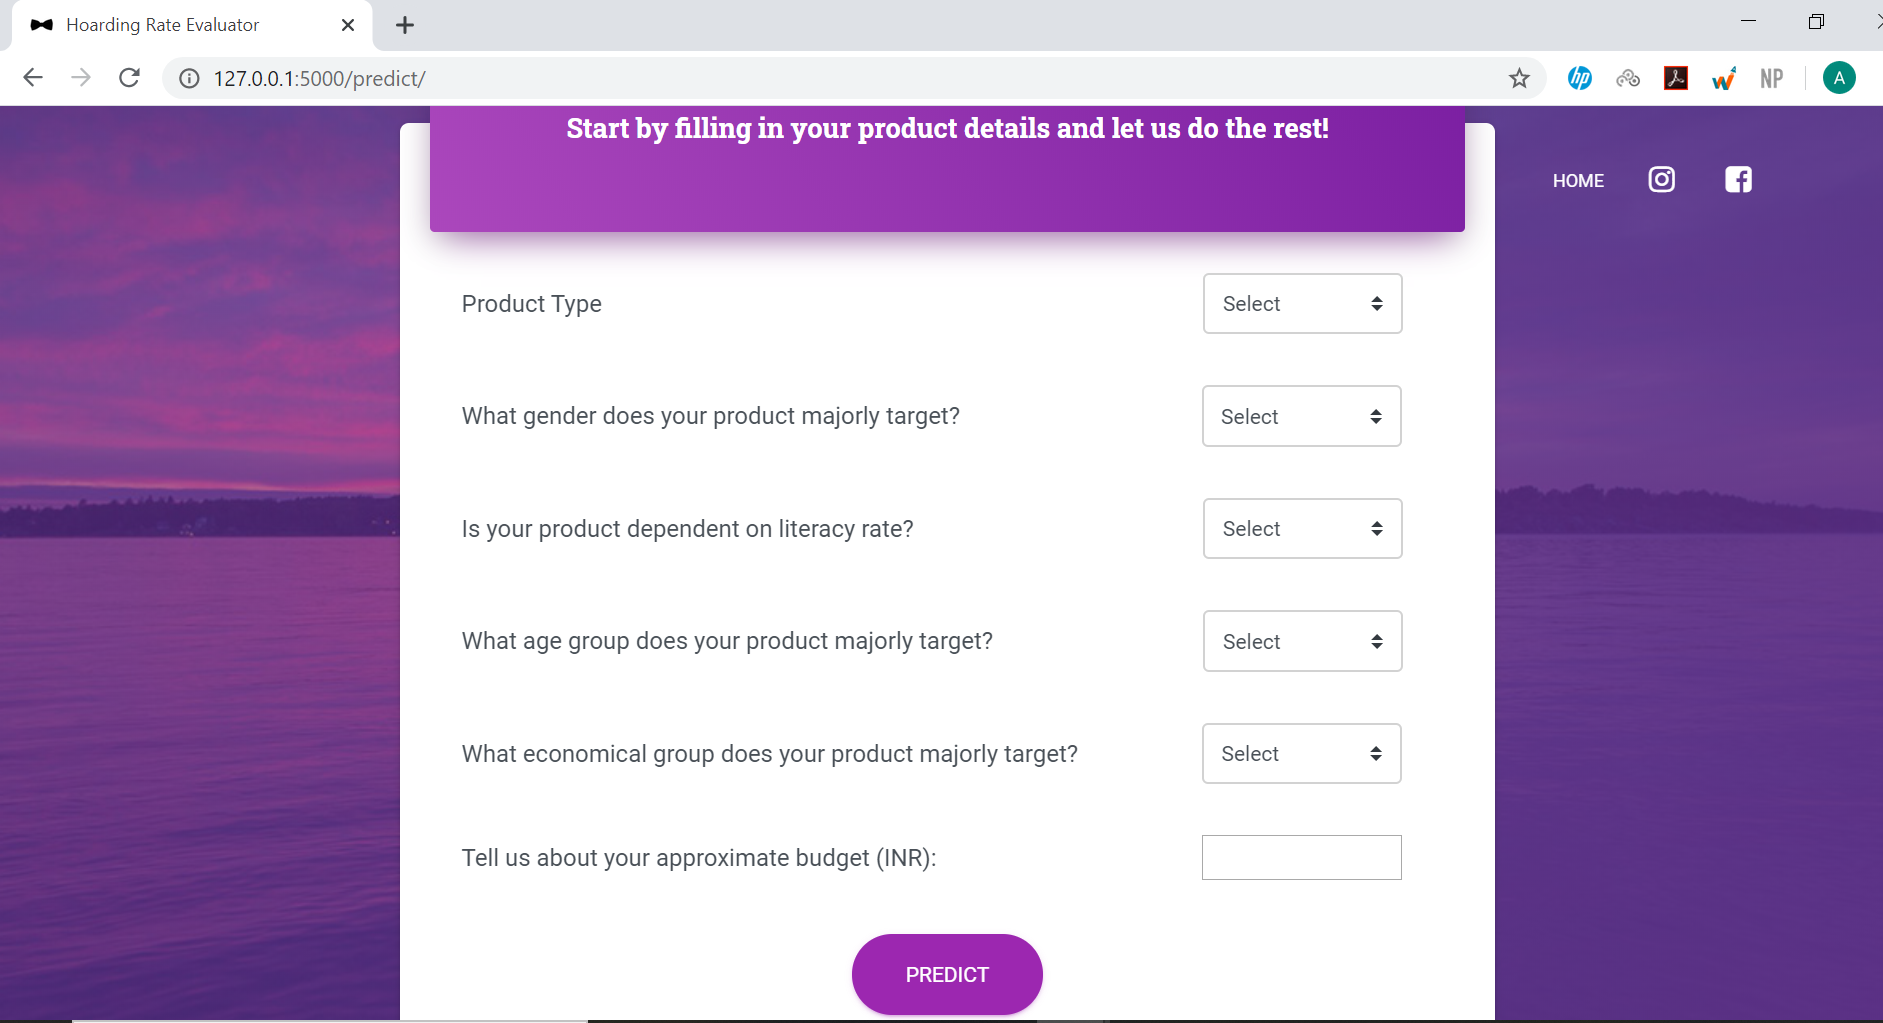 Hoarding Rate Evaluator
127.0.0.1:5000/predict/
hp
NP
A
Start by filling in your product details and let us do the rest!
HOME
Product Type
Select
What gender does your product majorly target?
Select
Is your product dependent on literacy rate?
Select
What age group does your product majorly target?
Select
What economical group does your product majorly target?
Select
Tell us about your approximate budget (INR):
PREDICT